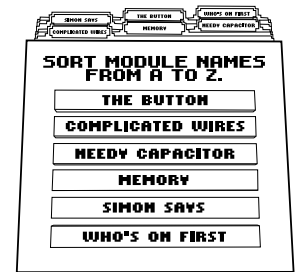 SIMON SAYS
THE BUTTON
WHO'S ON FIRST
COMPLICATED WIRES
MEMORY
NEEDY CAPACITOR
SORT MODULE NAMES
FROM A TO Z.
THE BUTTON
COMPLICATED WIRES
NEEDY CAPACITOR
MEMORY
SIMON SAYS
WHO'S ON FIRST